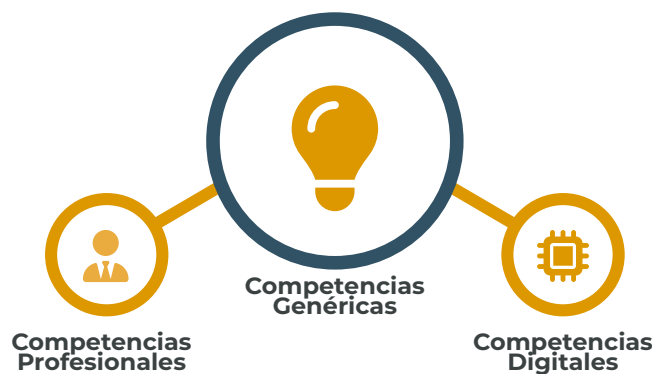 Competencias
Genéricas
Competencias
Profesionales
Competencias
Digitales